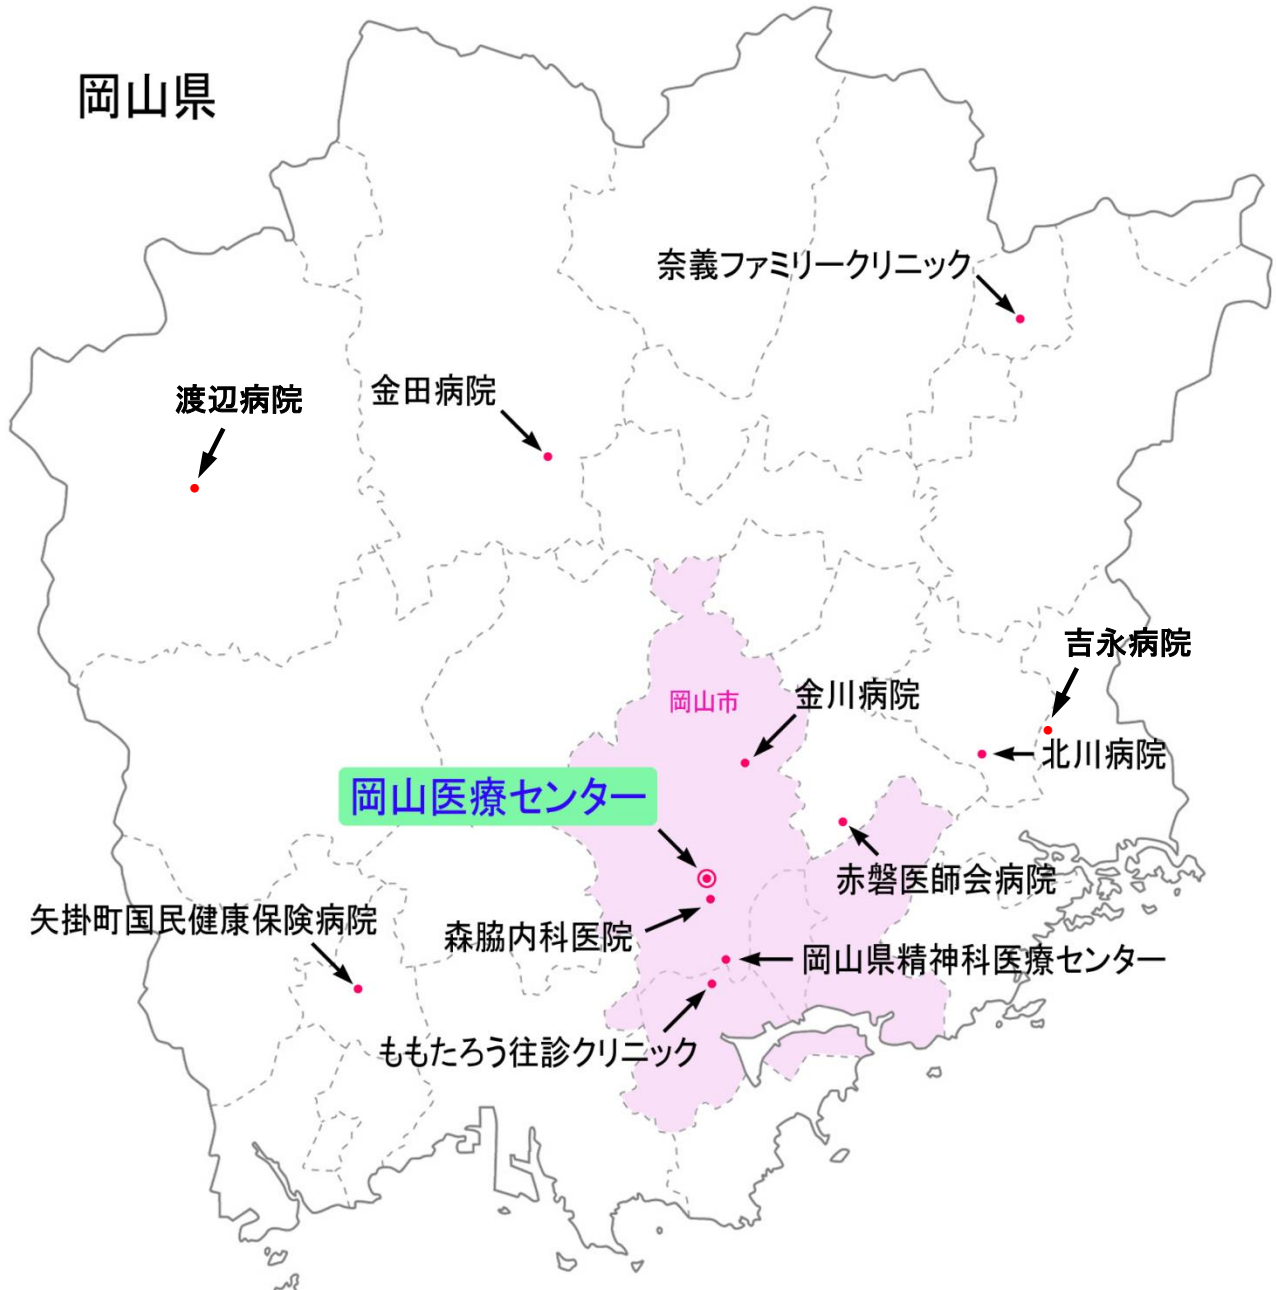 岡山県
奈義ファミリークリニック
渡辺病院
金田病院
吉永病院
岡山市
金川病院
北川病院
岡山医療センター
赤磐医師会病院
矢掛町国民健康保険病院
森脇内科医院
岡山県精神科医療センター
ももたろう往診クリニック